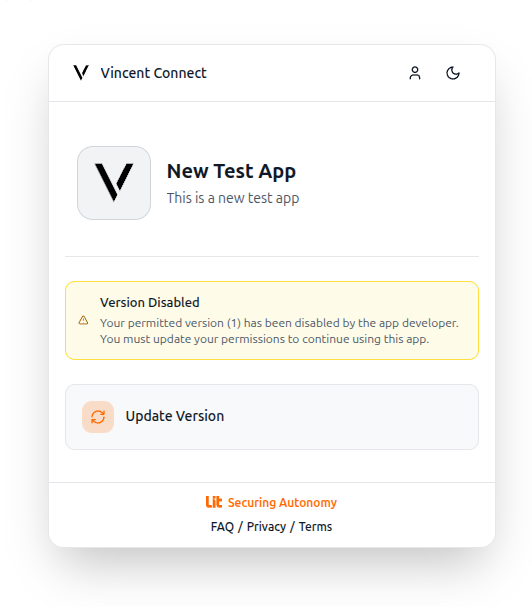 Vincent Connect
New Test App
This is a new test app
Version Disabled
Your permitted version (1) has been disabled by the app developer.
You must update your permissions to continue using this app.
Update Version
Lit Securing Autonomy
FAQ / Privacy / Terms